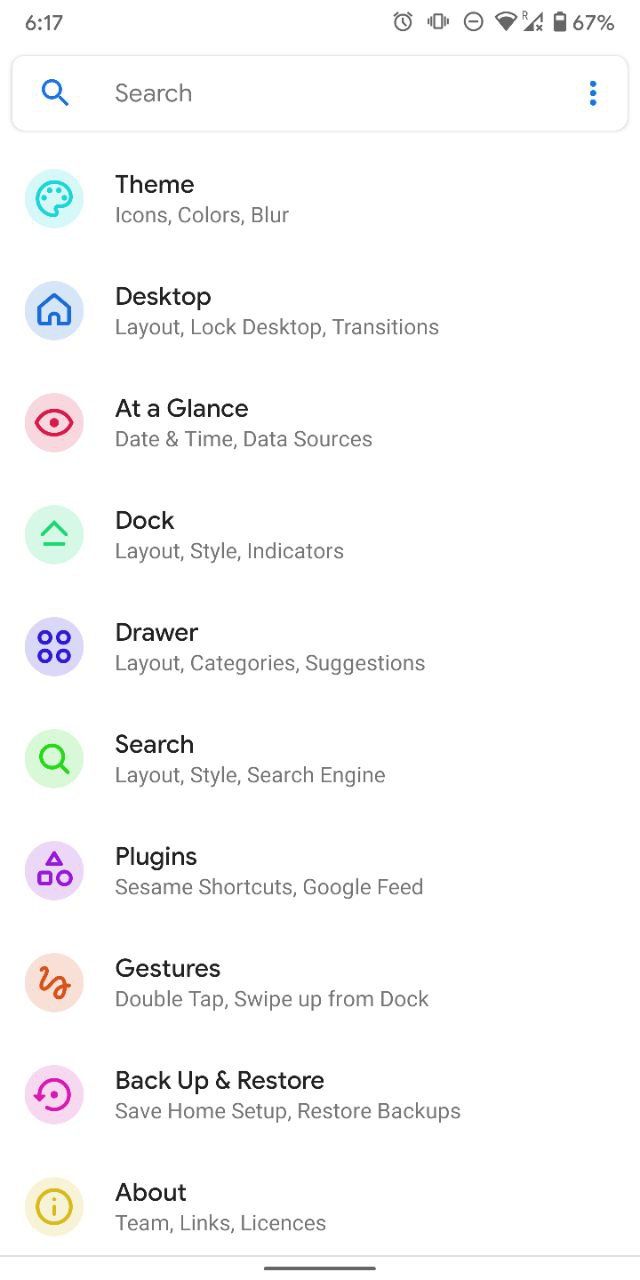 6:17
R
67%
Search
Theme
Icons, Colors, Blur
Desktop
Layout, Lock Desktop, Transitions
At a Glance
Date & Time, Data Sources
Dock
Layout, Style, Indicators
Drawer
Layout, Categories, Suggestions
Search
Layout, Style, Search Engine
Plugins
Sesame Shortcuts, Google Feed
Gestures
Double Tap, Swipe up from Dock
Back Up & Restore
Save Home Setup, Restore Backups
About
Team, Links, Licences